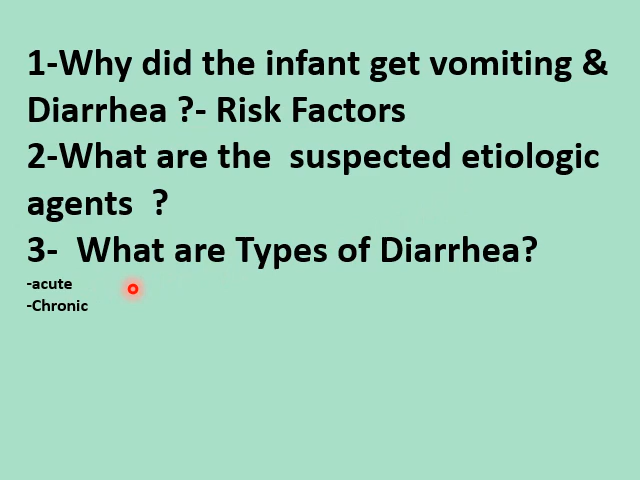 1-Why did the infant get vomiting &
Diarrhea ?- Risk Factors
2-What are the  suspected etiologic
agents  ?
3-  What are Types of Diarrhea?
-acute
-Chronic